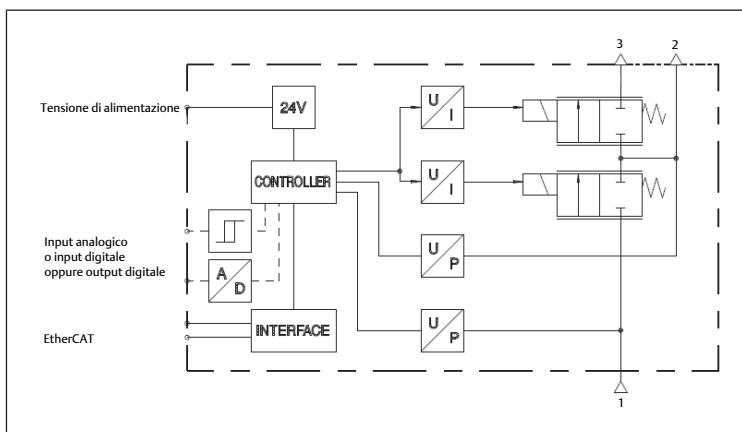 3 2
Tensione di alimentazione
24V
U
I
CONTROLLER
U
I
Input analogico
o input digitale
oppure output digitale
A
D
U
P
EtherCAT
INTERFACE
U
P
1